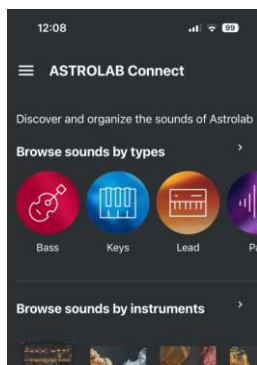 12:08
99
ASTROLAB Connect
Discover and organize the sounds of Astrolab
Browse sounds by types
Bass Keys Lead
Browse sounds by instruments